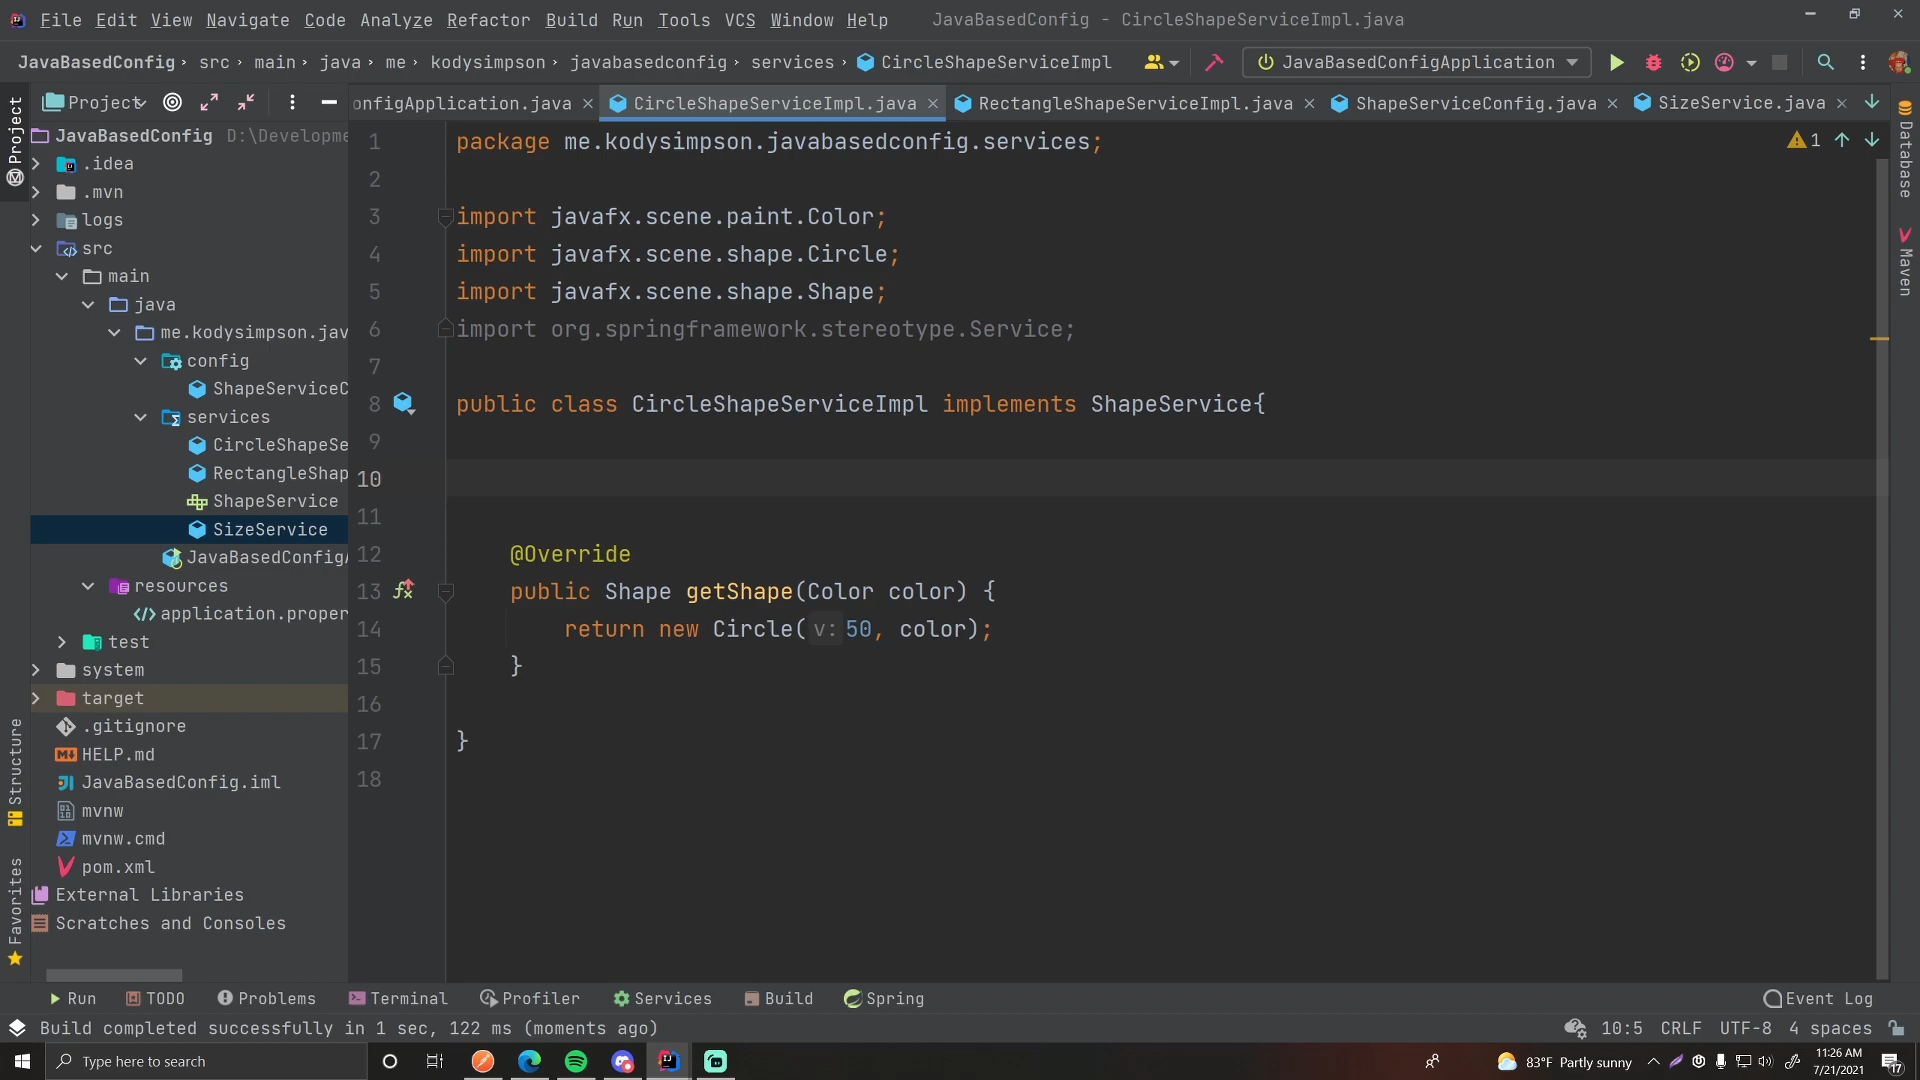 File Edit View Navigate Code Analyze Refactor Build Run Tools VCS Window Help JavaBasedConfig - CircleShapeServiceImpl.java
JavaBasedConfig › src › main › java › me › kodysimpson › javabasedconfig › services › CircleShapeServiceImpl JavaBasedConfigApplication
Project onfigApplication.java CircleShapeServiceImpl.java RectangleShapeServiceImpl.java ShapeServiceConfig.java SizeService.java
Project
Structure
Favorites
JavaBasedConfig D:\Developme
.idea
.mvn
logs
src
main
java
me.kodysimpson.jav
config
ShapeServiceC
services
CircleShapeSe
RectangleShap
ShapeService
SizeService
JavaBasedConfigA
resources
application.proper
test
system
target
.gitignore
HELP.md
JavaBasedConfig.iml
mvnw
mvnw.cmd
pom.xml
External Libraries
Scratches and Consoles
1 package me.kodysimpson.javabasedconfig.services;
2
3 import javafx.scene.paint.Color;
4 import javafx.scene.shape.Circle;
5 import javafx.scene.shape.Shape;
6 import org.springframework.stereotype.Service;
7
8 public class CircleShapeServiceImpl implements ShapeService{
9
10
11
12 @Override
13 public Shape getShape(Color color) {
14 return new Circle( v: 50, color);
15 }
16
17 }
18
1
Database
Maven
Run TODO Problems Terminal Profiler Services Build Spring Event Log
Build completed successfully in 1 sec, 122 ms (moments ago) 10:5 CRLF UTF-8 4 spaces
Type here to search 83°F Partly sunny 11:26 AM
7/21/2021
17